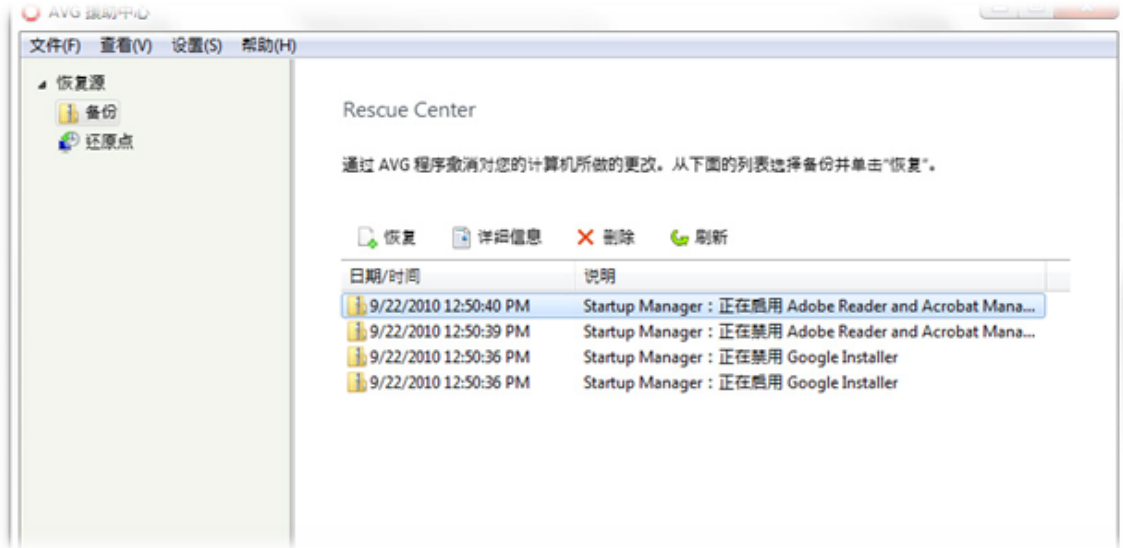 AVG 援助中心
文件(F) 查看(V) 设置(S) 帮助(H)
恢复源
备份
还原点
Rescue Center
通过 AVG 程序撤消对您的计算机所做的更改。从下面的列表选择备份并单击“恢复”。
恢复 详细信息 删除 刷新
日期/时间 说明
9/22/2010 12:50:40 PM Startup Manager：正在启用 Adobe Reader and Acrobat Mana...
9/22/2010 12:50:39 PM Startup Manager：正在禁用 Adobe Reader and Acrobat Mana...
9/22/2010 12:50:36 PM Startup Manager：正在禁用 Google Installer
9/22/2010 12:50:36 PM Startup Manager：正在启用 Google Installer